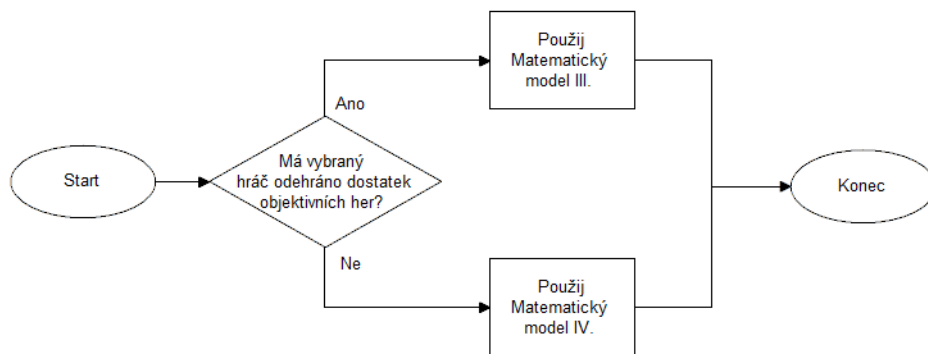 Start
Má vybraný
hráč odehráno dostatek
objektivních her?
Ano
Použij
Matematický
model III.
Ne
Použij
Matematický
model IV.
Konec